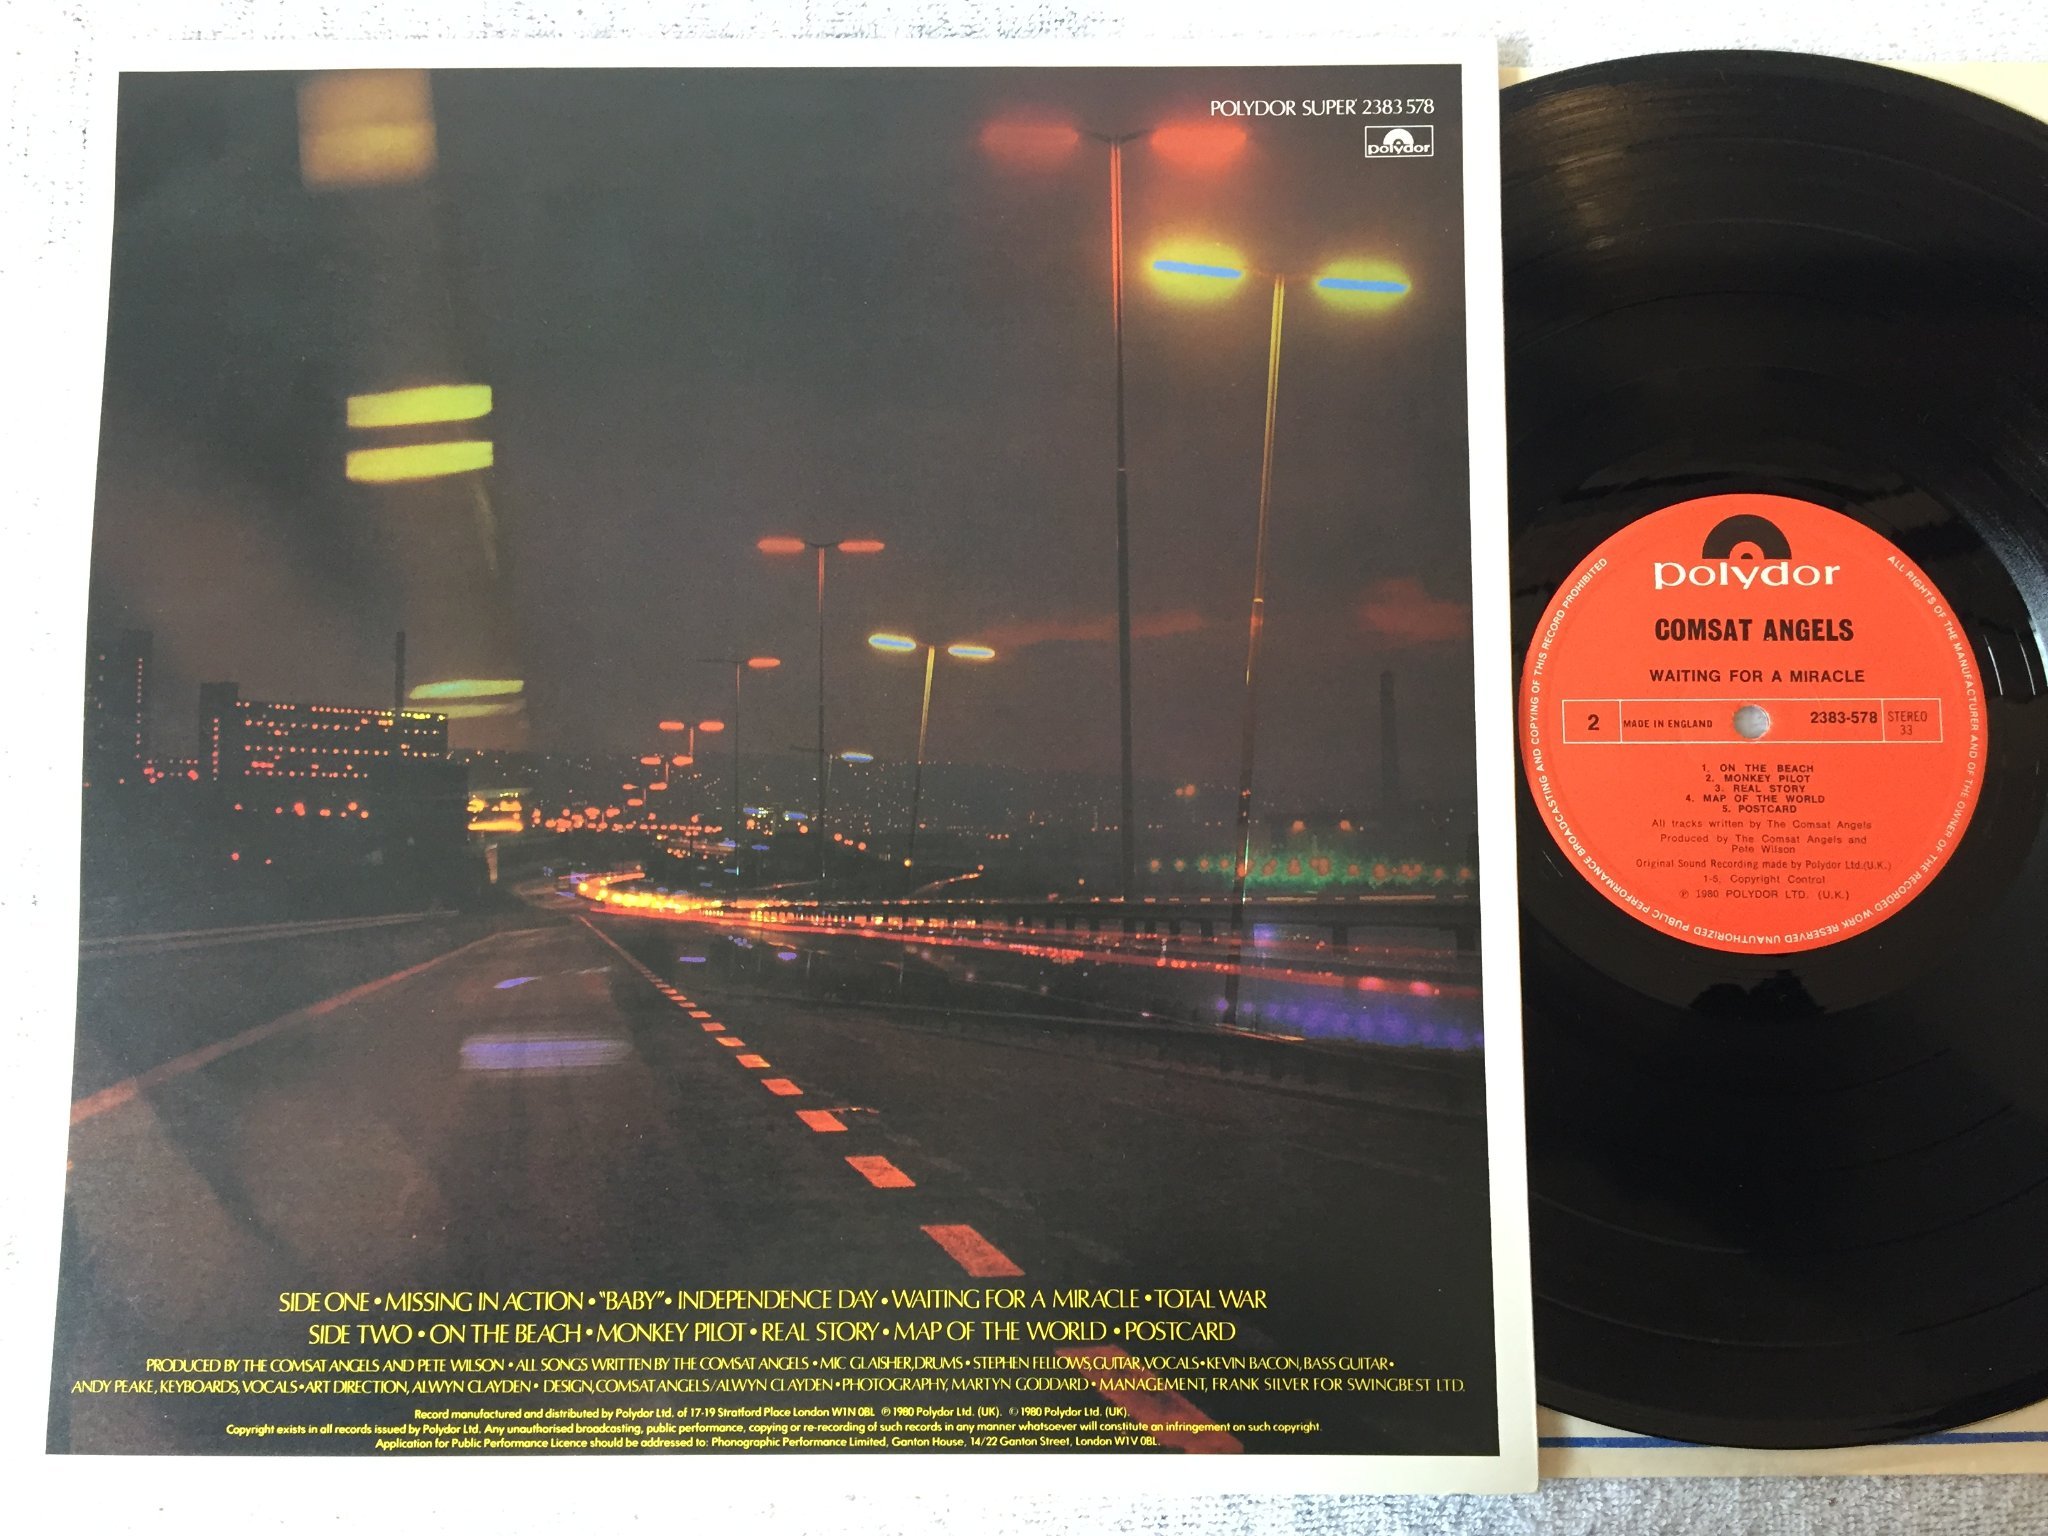 POLYDOR SUPER 2383 578
polydor
SIDE ONE • MISSING IN ACTION • "BABY" • INDEPENDENCE DAY • WAITING FOR A MIRACLE • TOTAL WAR
SIDE TWO • ON THE BEACH • MONKEY PILOT • REAL STORY • MAP OF THE WORLD • POSTCARD
PRODUCED BY THE COMSAT ANGELS AND PETE WILSON • ALL SONGS WRITTEN BY THE COMSAT ANGELS • MIC GLAISHER, DRUMS • STEPHEN FELLOWS, GUITAR, VOCALS • KEVIN BACON, BASS GUITAR •
ANDY PEAKE, KEYBOARDS, VOCALS • ART DIRECTION, ALWYN CLAYDEN • DESIGN, COMSAT ANGELS/ALWYN CLAYDEN • PHOTOGRAPHY, MARTYN GODDARD • MANAGEMENT, FRANK SILVER FOR SWINGBEST LTD.
Record manufactured and distributed by Polydor Ltd. of 17-19 Stratford Place London W1N 0BL ℗ 1980 Polydor Ltd. (UK). © 1980 Polydor Ltd. (UK).
Copyright exists in all records issued by Polydor Ltd. Any unauthorised broadcasting, public performance, copying or re-recording of such records in any manner whatsoever will constitute an infringement on such copyright.
Application for Public Performance Licence should be addressed to: Phonographic Performance Limited, Ganton House, 14/22 Ganton Street, London W1V 0BL.
polydor
COMSAT ANGELS
WAITING FOR A MIRACLE
2 MADE IN ENGLAND 2383-578 STEREO
33
1. ON THE BEACH
2. MONKEY PILOT
3. REAL STORY
4. MAP OF THE WORLD
5. POSTCARD
All tracks written by The Comsat Angels
Produced by The Comsat Angels and
Pete Wilson
Original Sound Recording made by Polydor Ltd.(U.K.)
1-5. Copyright Control
℗ 1980 POLYDOR LTD. (U.K.)
ALL RIGHTS OF THE MANUFACTURER AND OF THE OWNER OF THE RECORDED WORK RESERVED UNAUTHORIZED PUBLIC PERFORMANCE BROADCASTING AND COPYING OF THIS RECORD PROHIBITED